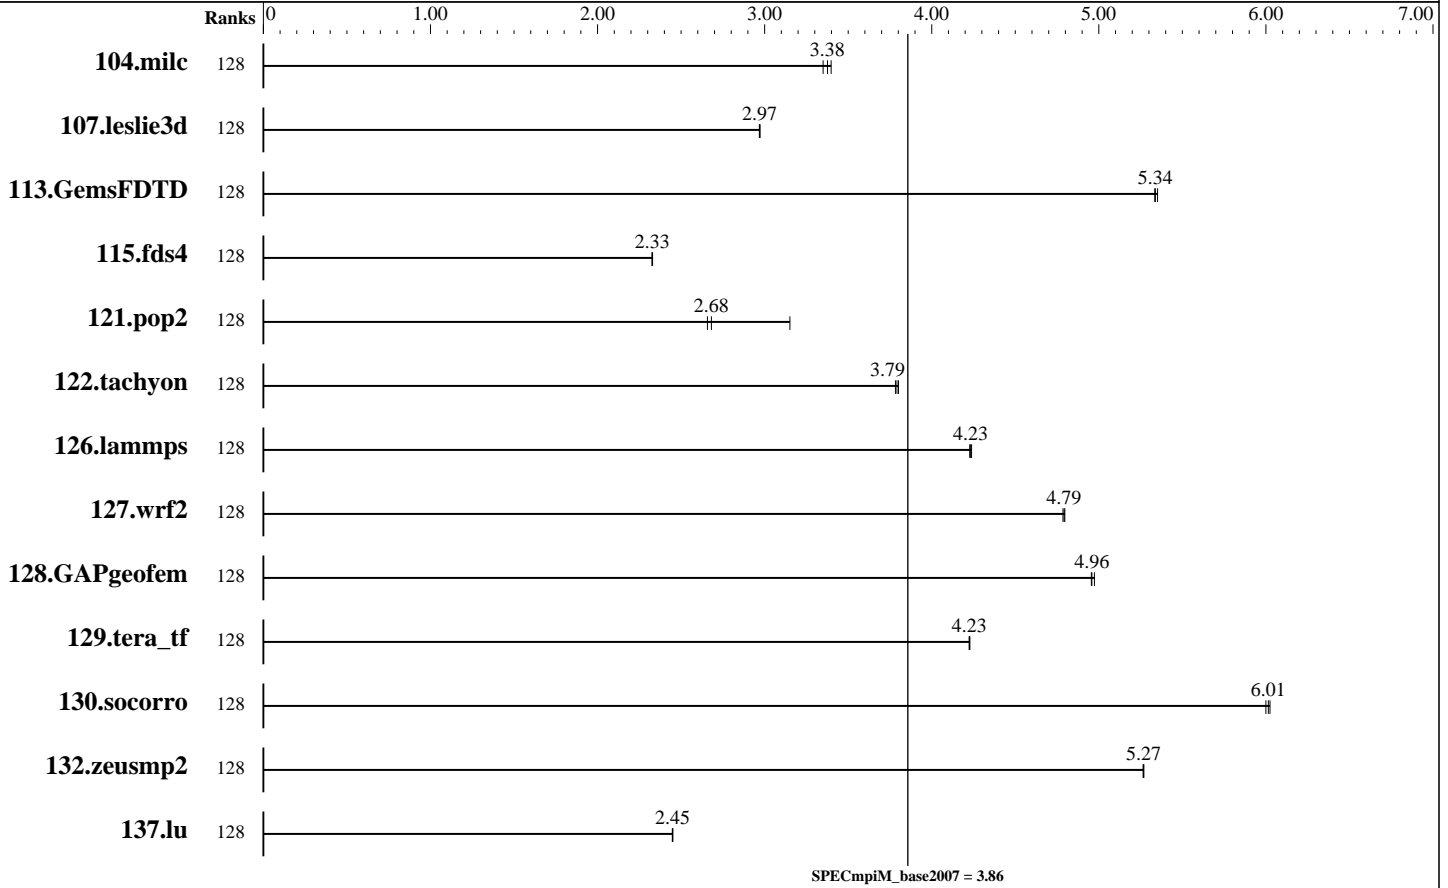 Ranks 0 1.00 2.00 3.00 4.00 5.00 6.00 7.00
104.milc 128 3.38
107.leslie3d 128 2.97
113.GemsFDTD 128 5.34
115.fds4 128 2.33
121.pop2 128 2.68
122.tachyon 128 3.79
126.lammps 128 4.23
127.wrf2 128 4.79
128.GAPgeofem 128 4.96
129.tera_tf 128 4.23
130.socorro 128 6.01
132.zeusmp2 128 5.27
137.lu 128 2.45
SPECmpiM_base2007 = 3.86